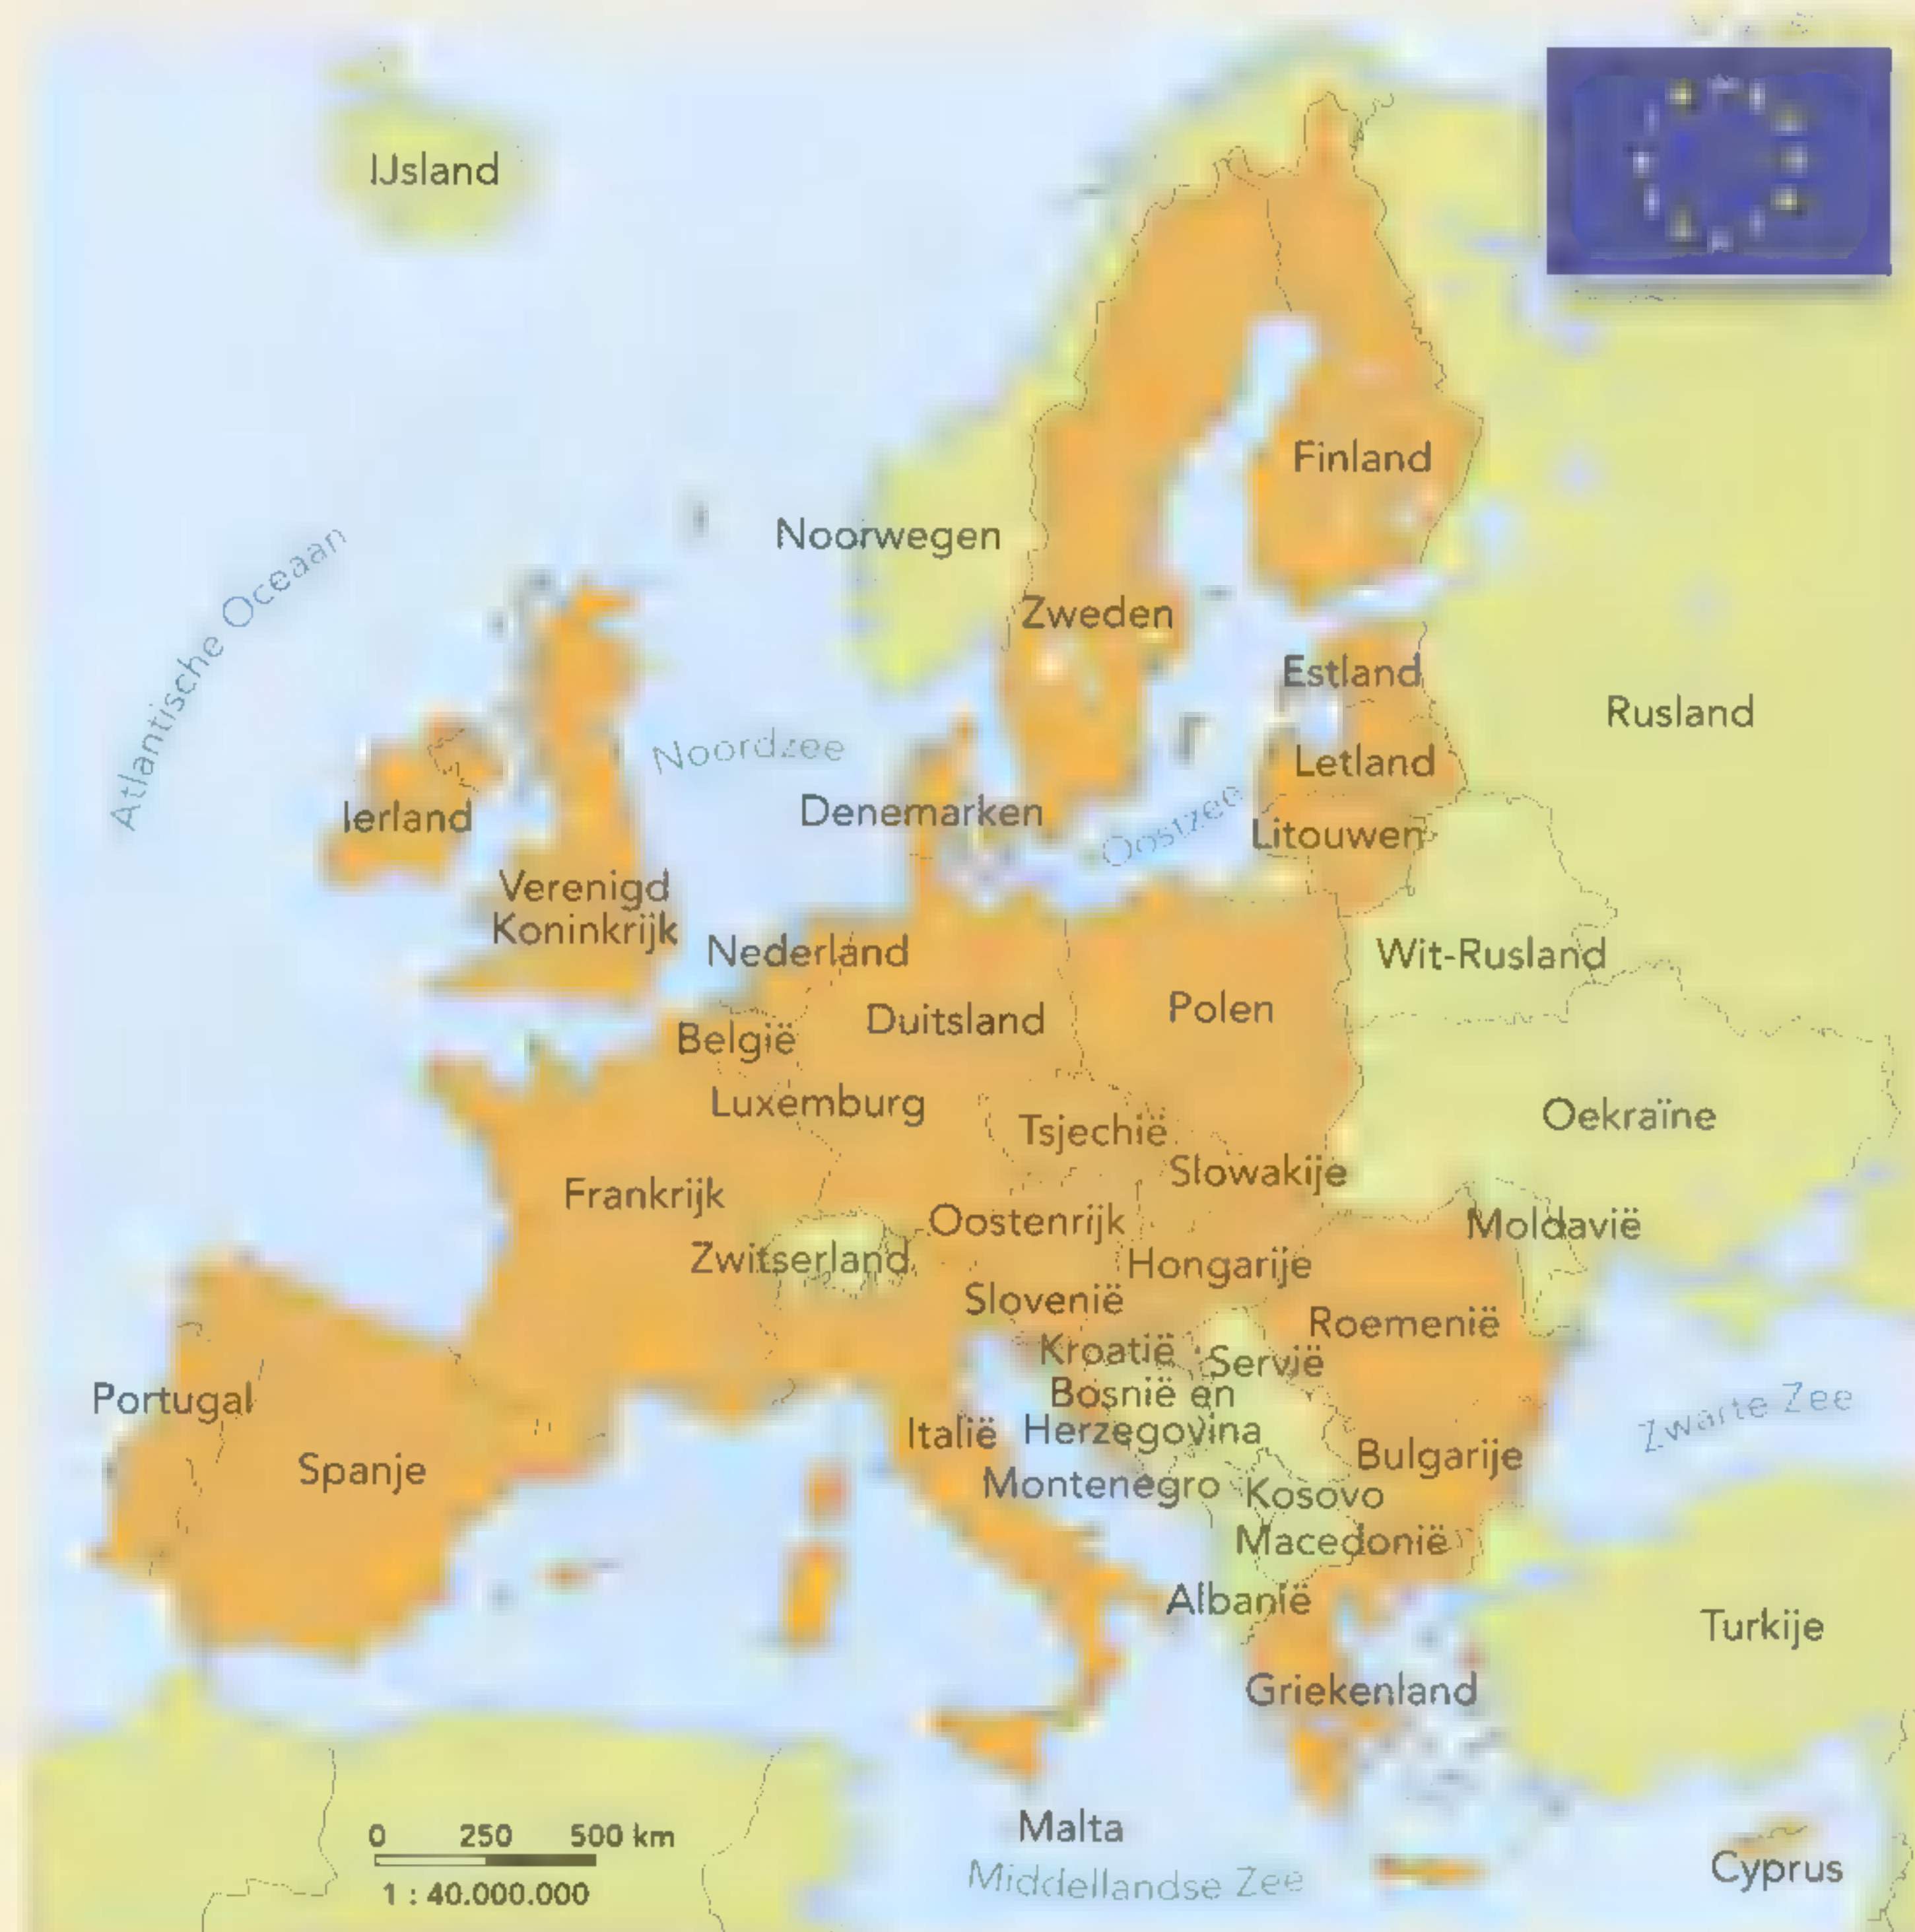 IJsland
Finland
Noorwegen
Zweden
Atlantische Oceaan
Estland
Rusland
Noordzee
Letland
Ierland
Denemarken
Oostzee
Litouwen
Verenigd
Koninkrijk
Nederland
Wit-Rusland
Duitsland
Polen
België
Luxemburg
Oekraïne
Tsjechië
Slowakije
Frankrijk
Oostenrijk
Moldavië
Zwitserland
Hongarije
Slovenië
Roemenië
Kroatië
Servië
Portugal
Bosnië en
Herzegovina
Zwarte Zee
Italië
Bulgarije
Spanje
Montenegro
Kosovo
Macedonië
Albanië
Turkije
Griekenland
Malta
0 250 500 km
Cyprus
Middellandse Zee
1 : 40.000.000